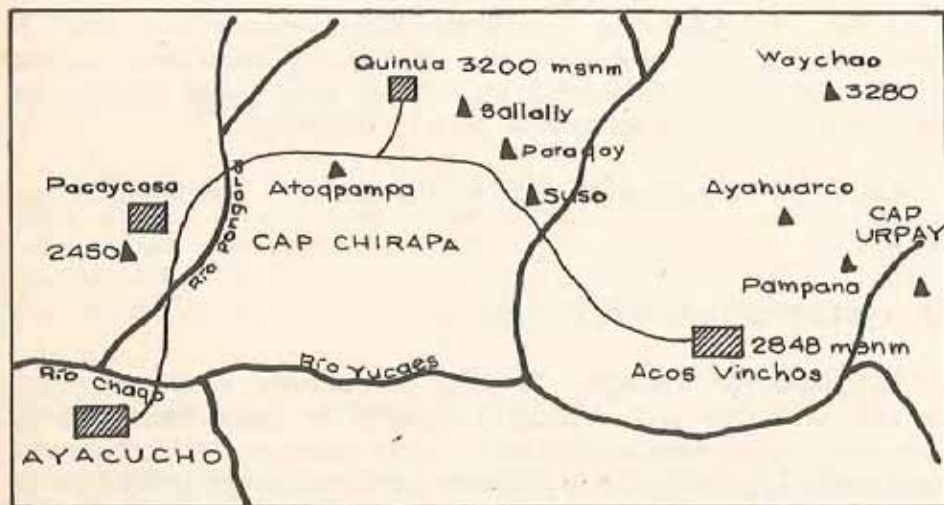 Quinua 3200 msnm
Waychao
3280
Sallally
Paraqay
Pacaycasa
Atoqpampa
Suso
Ayahuarco
CAP
URPAY
2450
Río Pongora
CAP CHIRAPA
Pampana
Río Chaqo
Río Yucaes
2848 msnm
Acos Vinchos
AYACUCHO